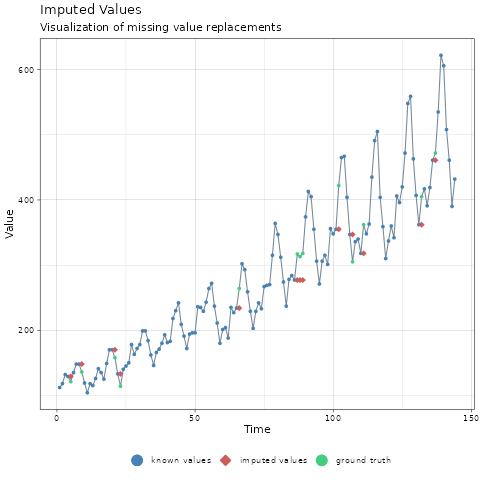 Imputed Values
Visualization of missing value replacements
Value
600
400
200
0
50
100
150
Time
known values
imputed values
ground truth